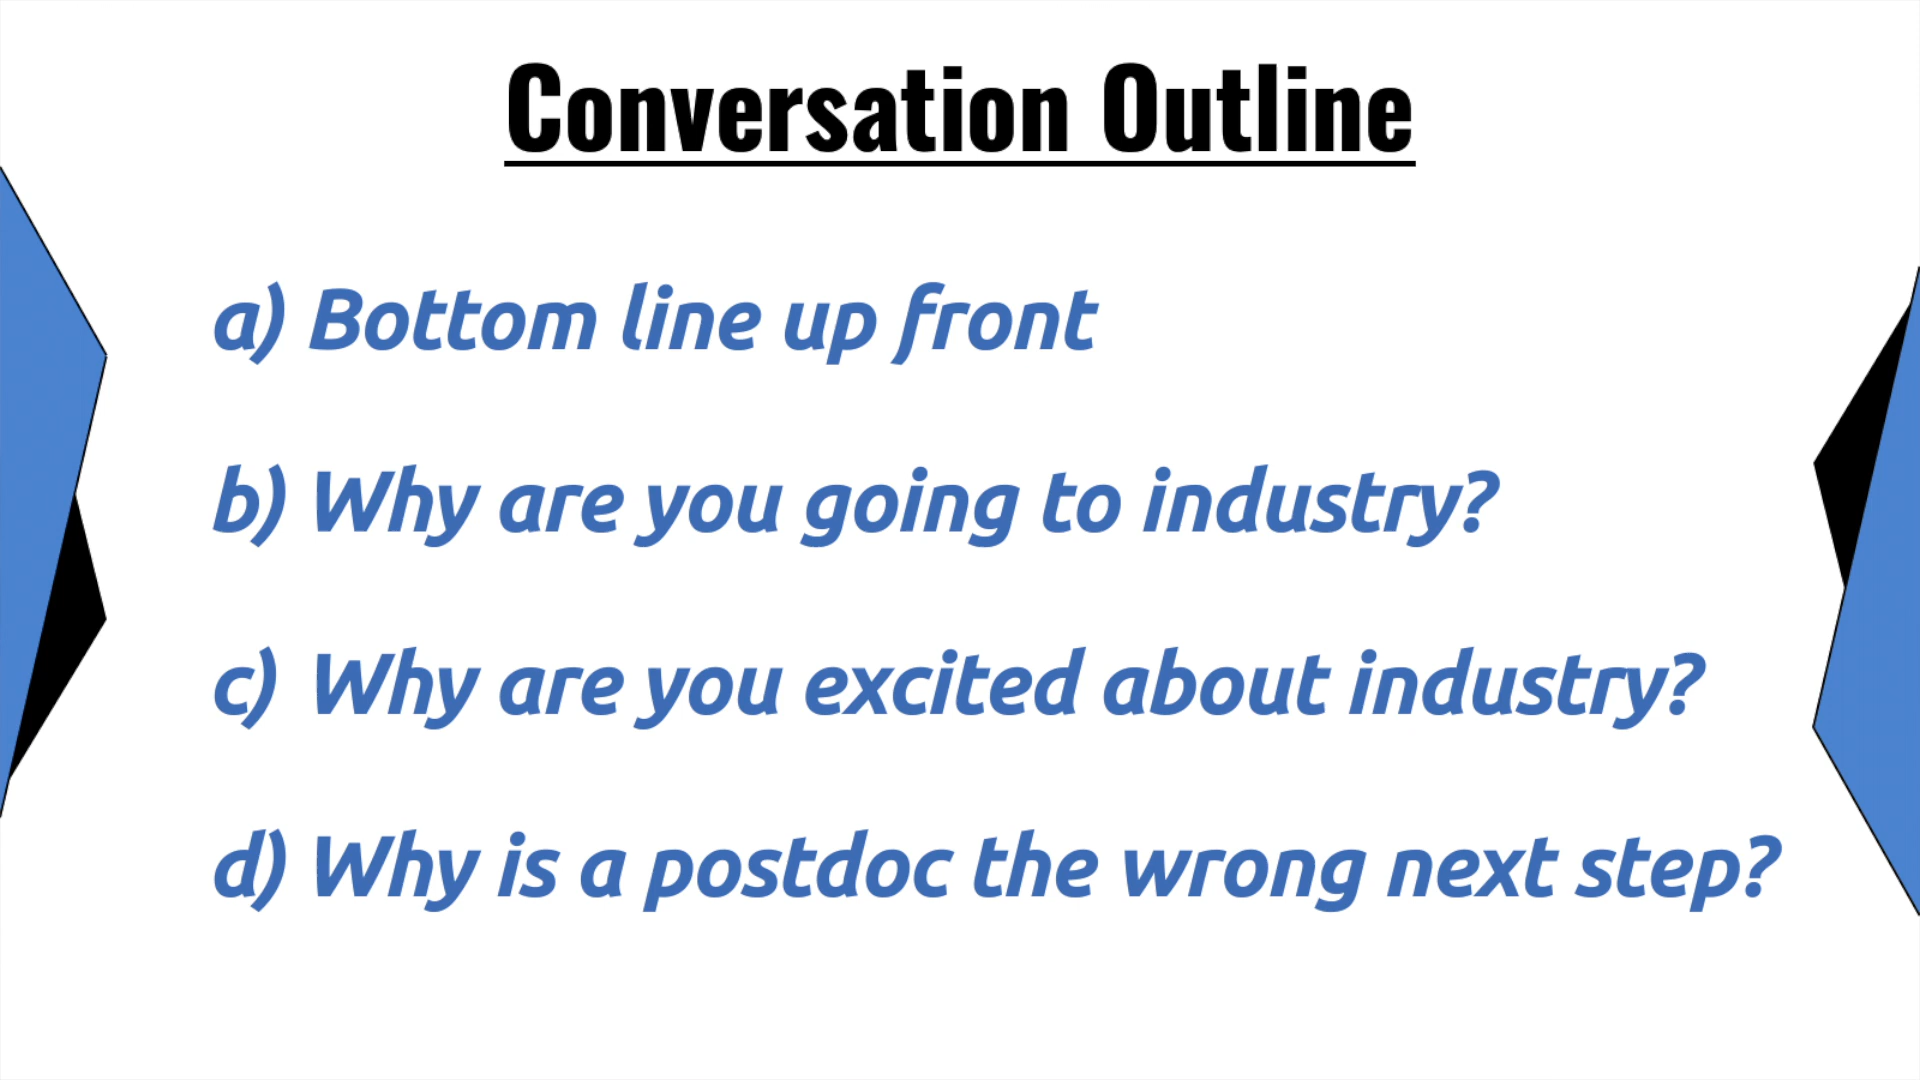 Conversation Outline
a) Bottom line up front
b) Why are you going to industry?
c) Why are you excited about industry?
d) Why is a postdoc the wrong next step?